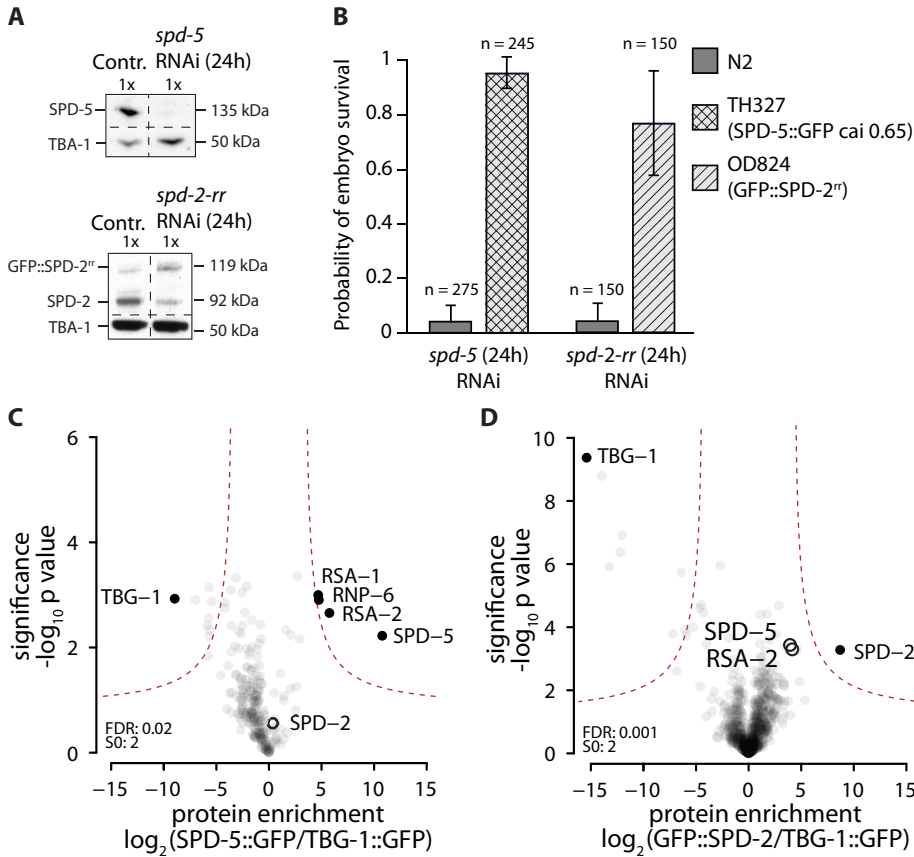 A
spd-5
Contr. RNAi (24h)
1x 1x
SPD-5 135 kDa
TBA-1 50 kDa
spd-2-rr
Contr. RNAi (24h)
1x 1x
GFP::SPD-2rr 119 kDa
SPD-2 92 kDa
TBA-1 50 kDa
B
Probability of embryo survival
1
0.8
0.6
0.4
0.2
0
n = 275
n = 245
n = 150
n = 150
spd-5 (24h)
RNAi
spd-2-rr (24h)
RNAi
N2
TH327
(SPD-5::GFP cai 0.65)
OD824
(GFP::SPD-2rr)
C
significance
-log10 p value
6
4
2
0
TBG−1
RSA−1
RNP−6
RSA−2
SPD−5
SPD−2
FDR: 0.02
S0: 2
−15 −10 −5 0 5 10 15
protein enrichment
log2(SPD-5::GFP/TBG-1::GFP)
D
significance
-log10 p value
10
8
6
4
2
0
TBG−1
SPD−5
RSA−2
SPD−2
FDR: 0.001
S0: 2
−15 −10 −5 0 5 10 15
protein enrichment
log2(GFP::SPD-2/TBG-1::GFP)